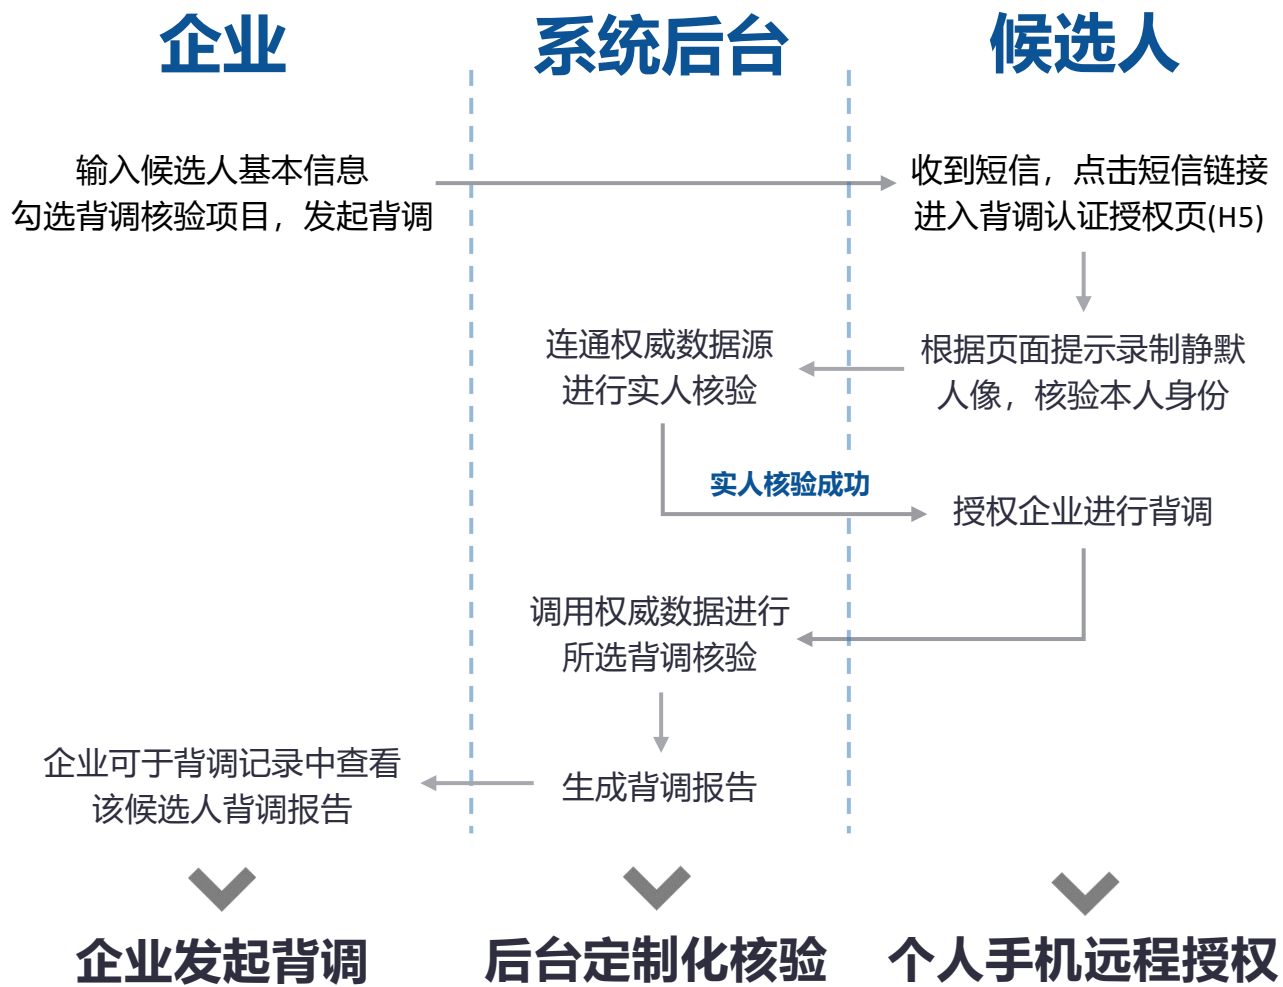 企业
系统后台
候选人
输入候选人基本信息
勾选背调核验项目，发起背调
收到短信，点击短信链接
进入背调认证授权页(H5)
连通权威数据源
进行实人核验
根据页面提示录制静默
人像，核验本人身份
实人核验成功
授权企业进行背调
调用权威数据进行
所选背调核验
企业可于背调记录中查看
该候选人背调报告
生成背调报告
企业发起背调
后台定制化核验
个人手机远程授权